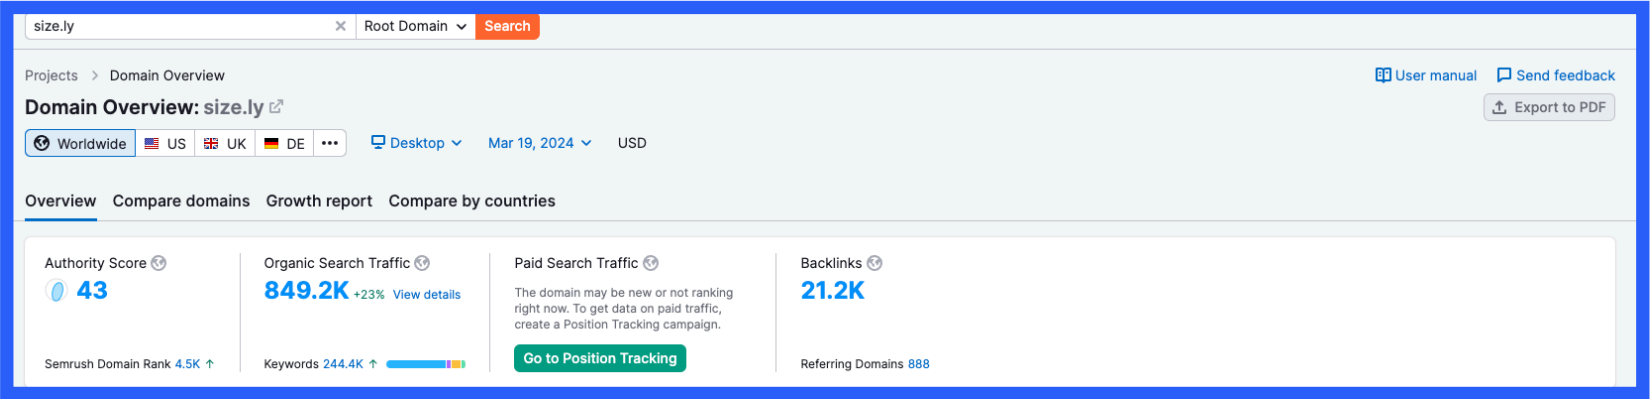 size.ly Root Domain Search
Projects Domain Overview
User manual Send feedback
Domain Overview: size.ly
Export to PDF
Worldwide US UK DE ••• Desktop Mar 19, 2024 USD
Overview Compare domains Growth report Compare by countries
Authority Score
43
Semrush Domain Rank 4.5K ↑
Organic Search Traffic
849.2K +23% View details
Keywords 244.4K ↑
Paid Search Traffic
The domain may be new or not ranking
right now. To get data on paid traffic,
create a Position Tracking campaign.
Go to Position Tracking
Backlinks
21.2K
Referring Domains 888